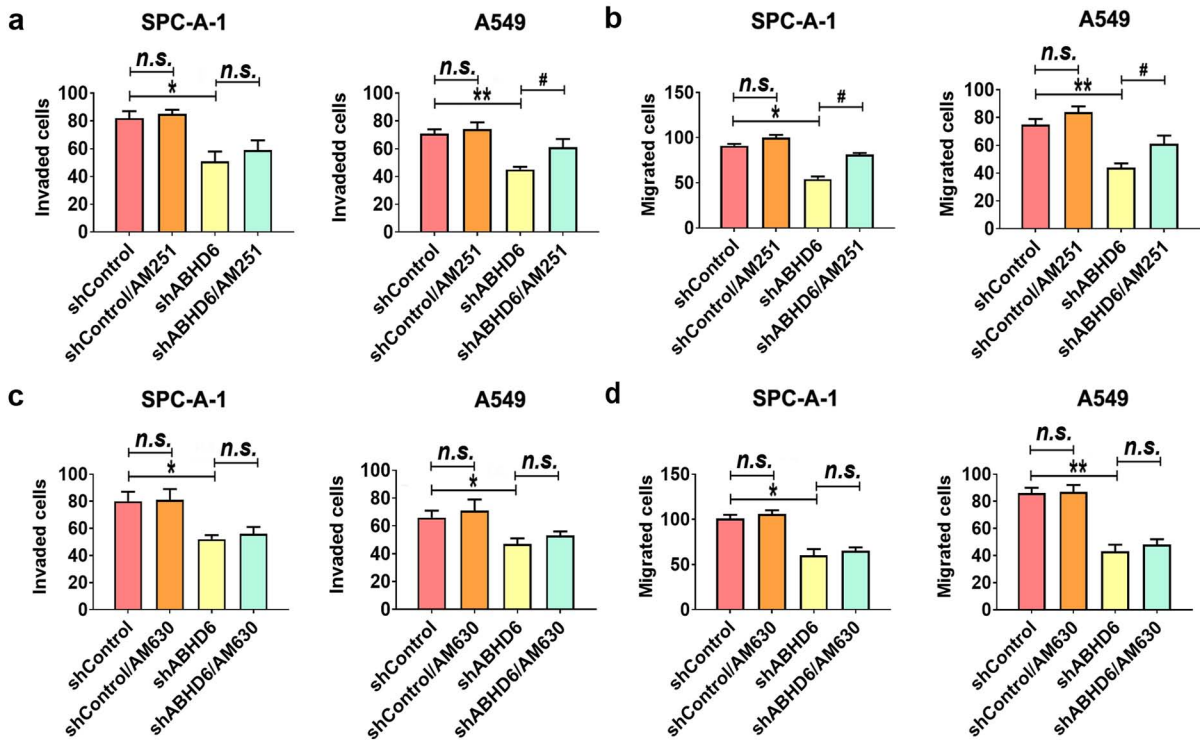 a
SPC-A-1
n.s.
n.s.
*
Invaded cells
100
80
60
40
20
0
shControl
shControl/AM251
shABHD6
shABHD6/AM251
A549
n.s.
#
**
Invadedd cells
100
80
60
40
20
0
shControl
shControl/AM251
shABHD6
shABHD6/AM251
b
SPC-A-1
n.s.
#
*
Migrated cells
150
100
50
0
shControl
shControl/AM251
shABHD6
shABHD6/AM251
A549
n.s.
#
**
Migrated cells
100
80
60
40
20
0
shControl
shControl/AM251
shABHD6
shABHD6/AM251
c
SPC-A-1
n.s.
n.s.
*
Invaded cells
100
80
60
40
20
0
shControl
shControl/AM630
shABHD6
shABHD6/AM630
A549
n.s.
n.s.
*
Invaded cells
100
80
60
40
20
0
shControl
shControl/AM630
shABHD6
shABHD6/AM630
d
SPC-A-1
n.s.
n.s.
*
Migrated cells
150
100
50
0
shControl
shControl/AM630
shABHD6
shABHD6/AM630
A549
n.s.
n.s.
**
Migrated cells
100
80
60
40
20
0
shControl
shControl/AM630
shABHD6
shABHD6/AM630